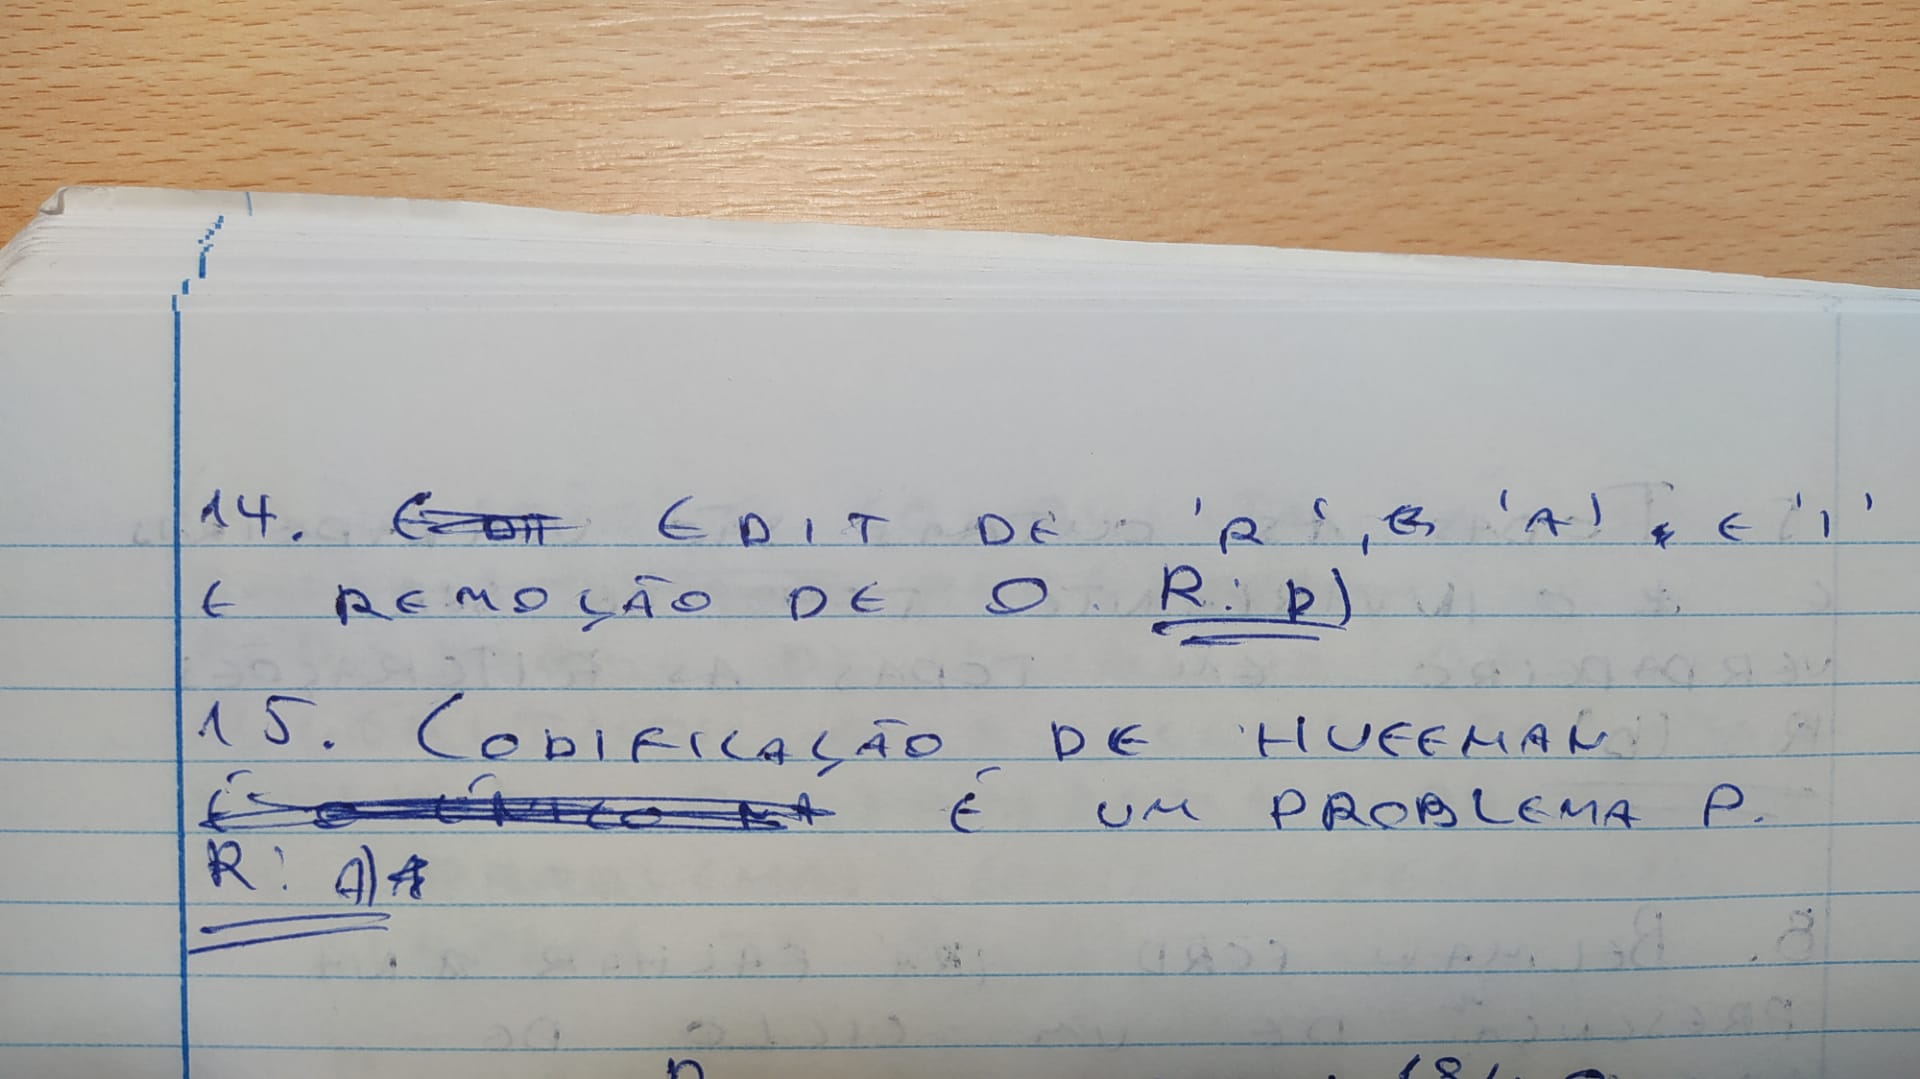 14. EDIT DE 'R', 'A' E 'I'
E REMOÇÃO DE O. R: D)
15. CODIFICAÇÃO DE HUFFMAN
É UM PROBLEMA P.
R: A)